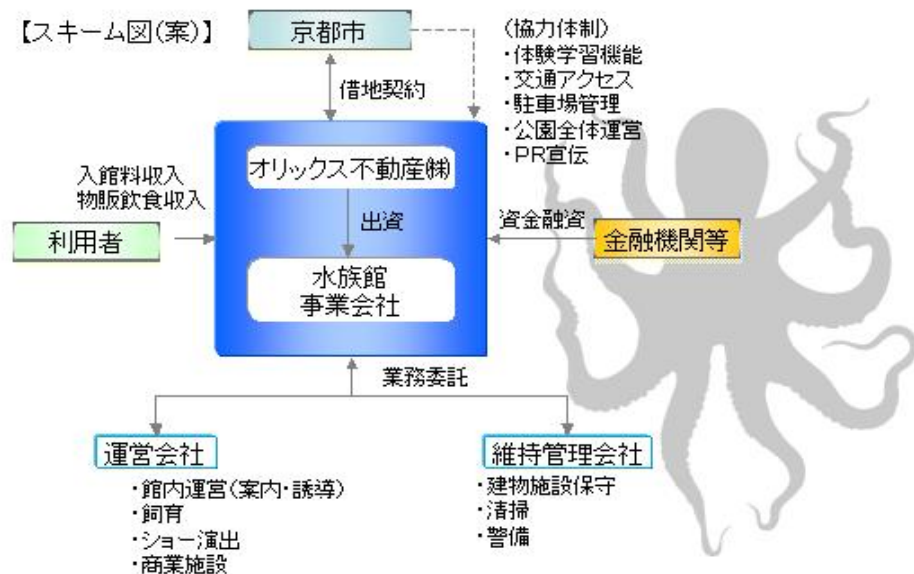 【スキーム図(案)】
京都市
(協力体制)
・体験学習機能
・交通アクセス
・駐車場管理
・公園全体運営
・PR宣伝
借地契約
オリックス不動産㈱
出資
水族館
事業会社
入館料収入
物販飲食収入
利用者
資金融資
金融機関等
業務委託
運営会社
・館内運営(案内・誘導)
・飼育
・ショー演出
・商業施設
維持管理会社
・建物施設保守
・清掃
・警備